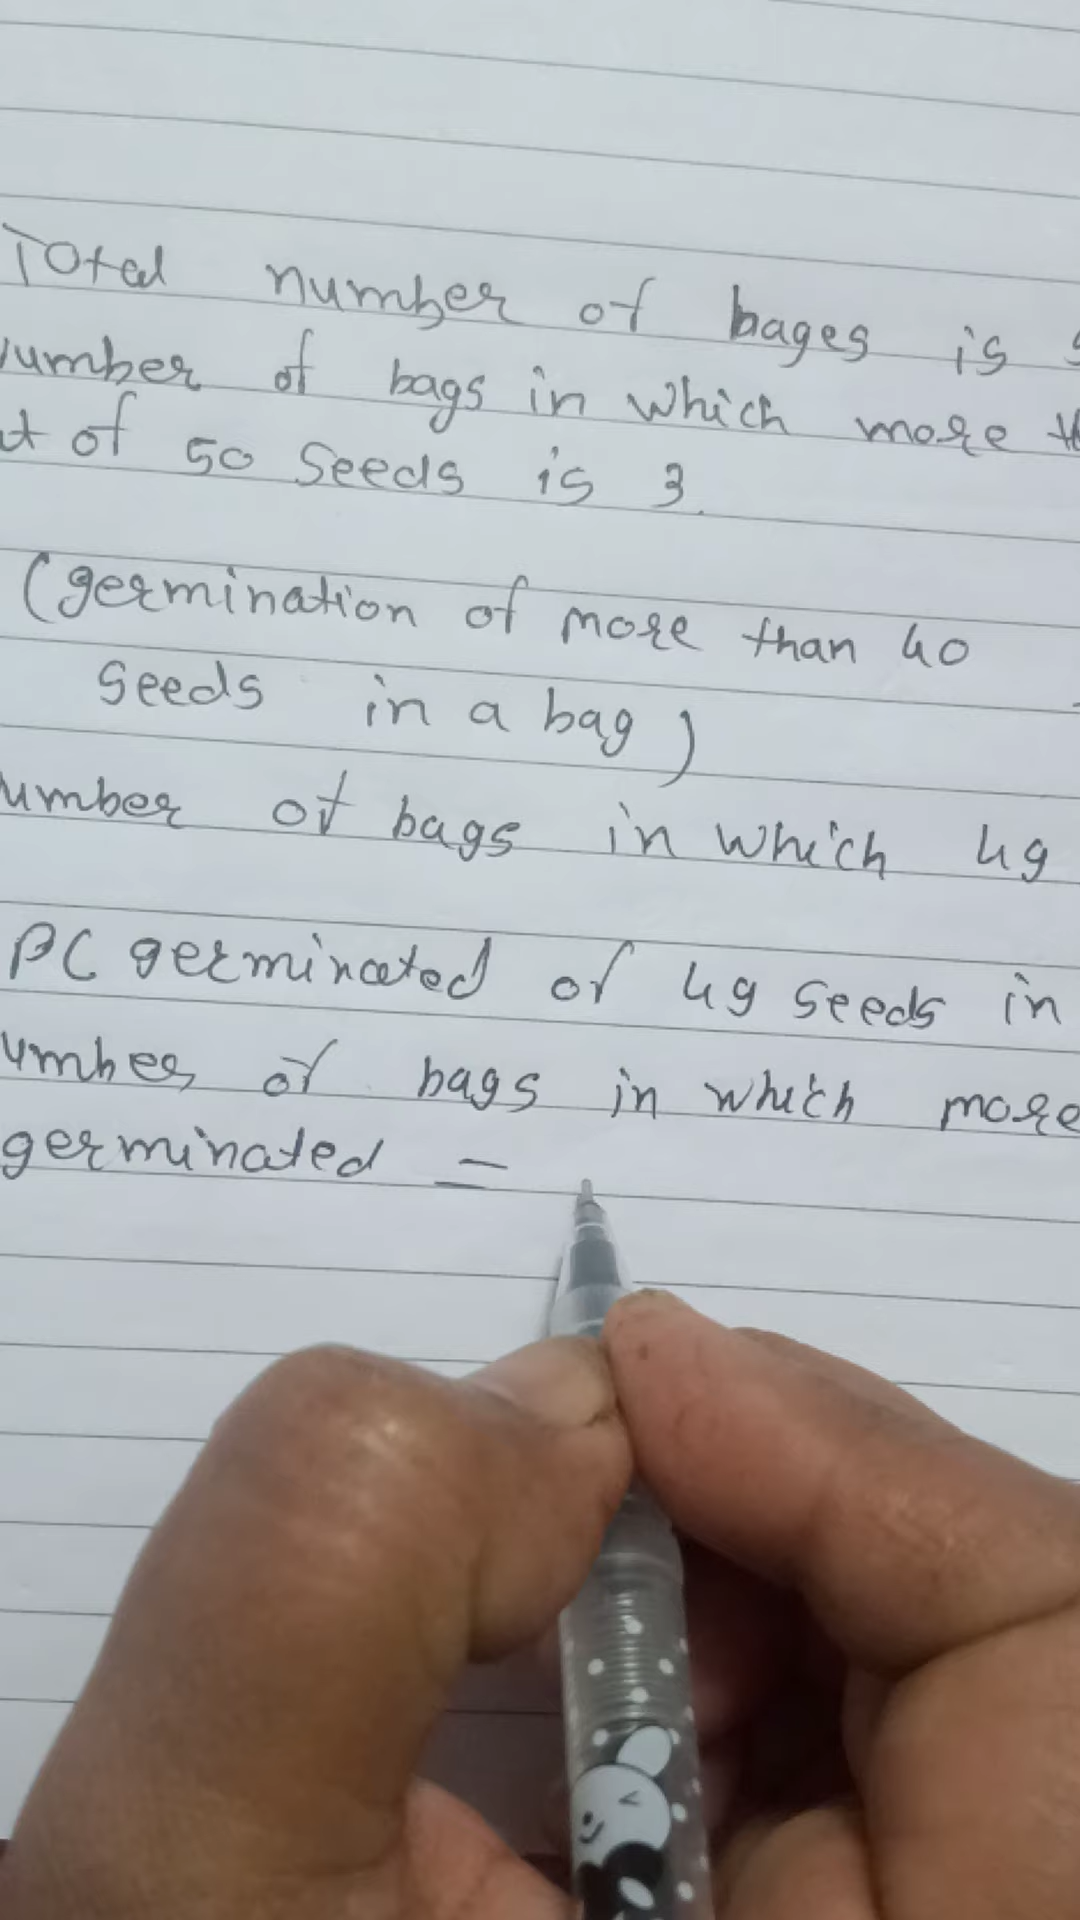 Total number of bages is
number of bags in which more
of 50 seeds is 3.
(germination of more than 40
seeds in a bag)
umber of bags in which 49
P( germinated of 49 seeds in
umber of bags in which more
germinated =